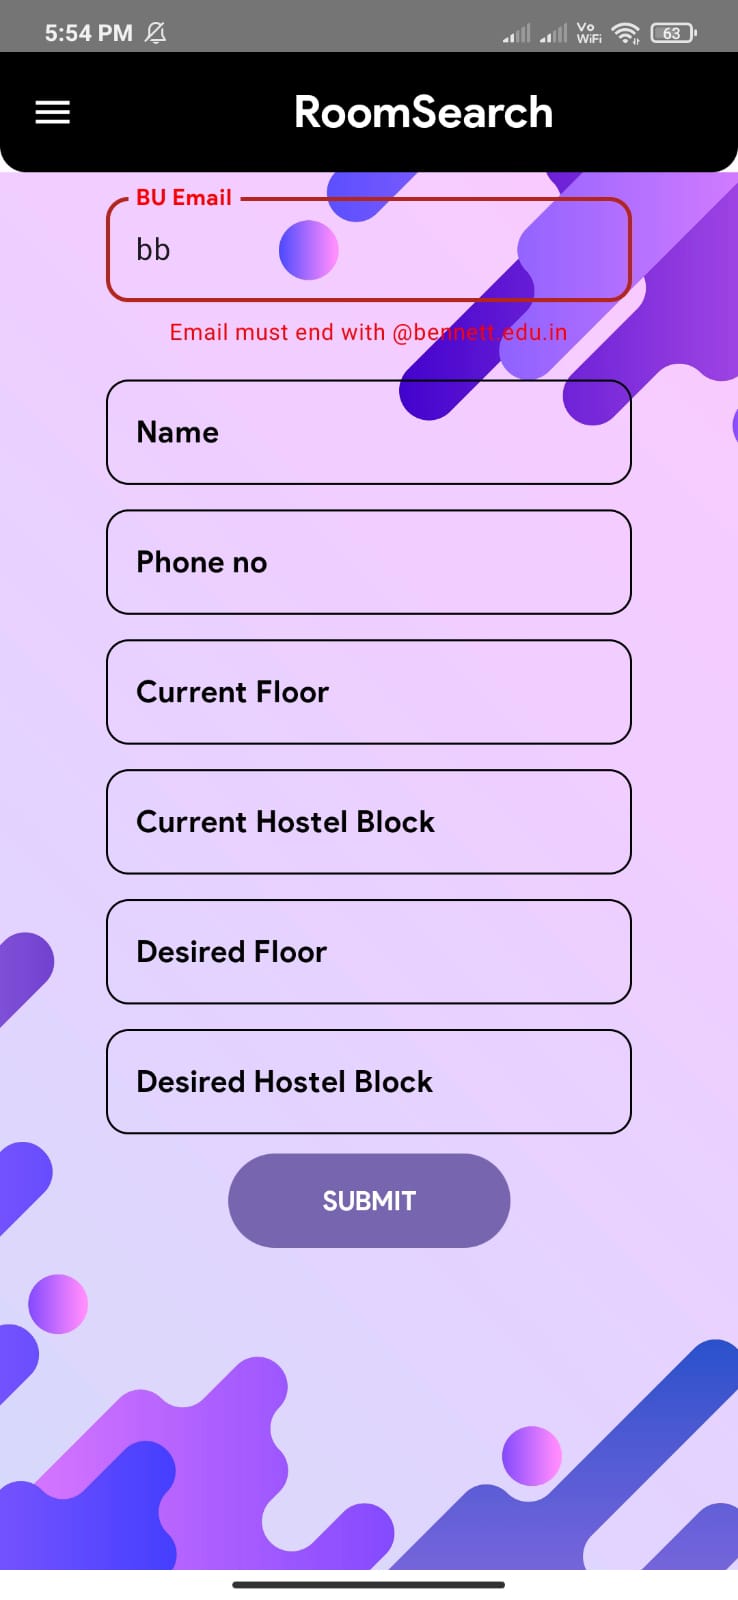 5:54 PM
Vo
WiFi
63
RoomSearch
BU Email
bb
Email must end with @bennett.edu.in
Name
Phone no
Current Floor
Current Hostel Block
Desired Floor
Desired Hostel Block
SUBMIT